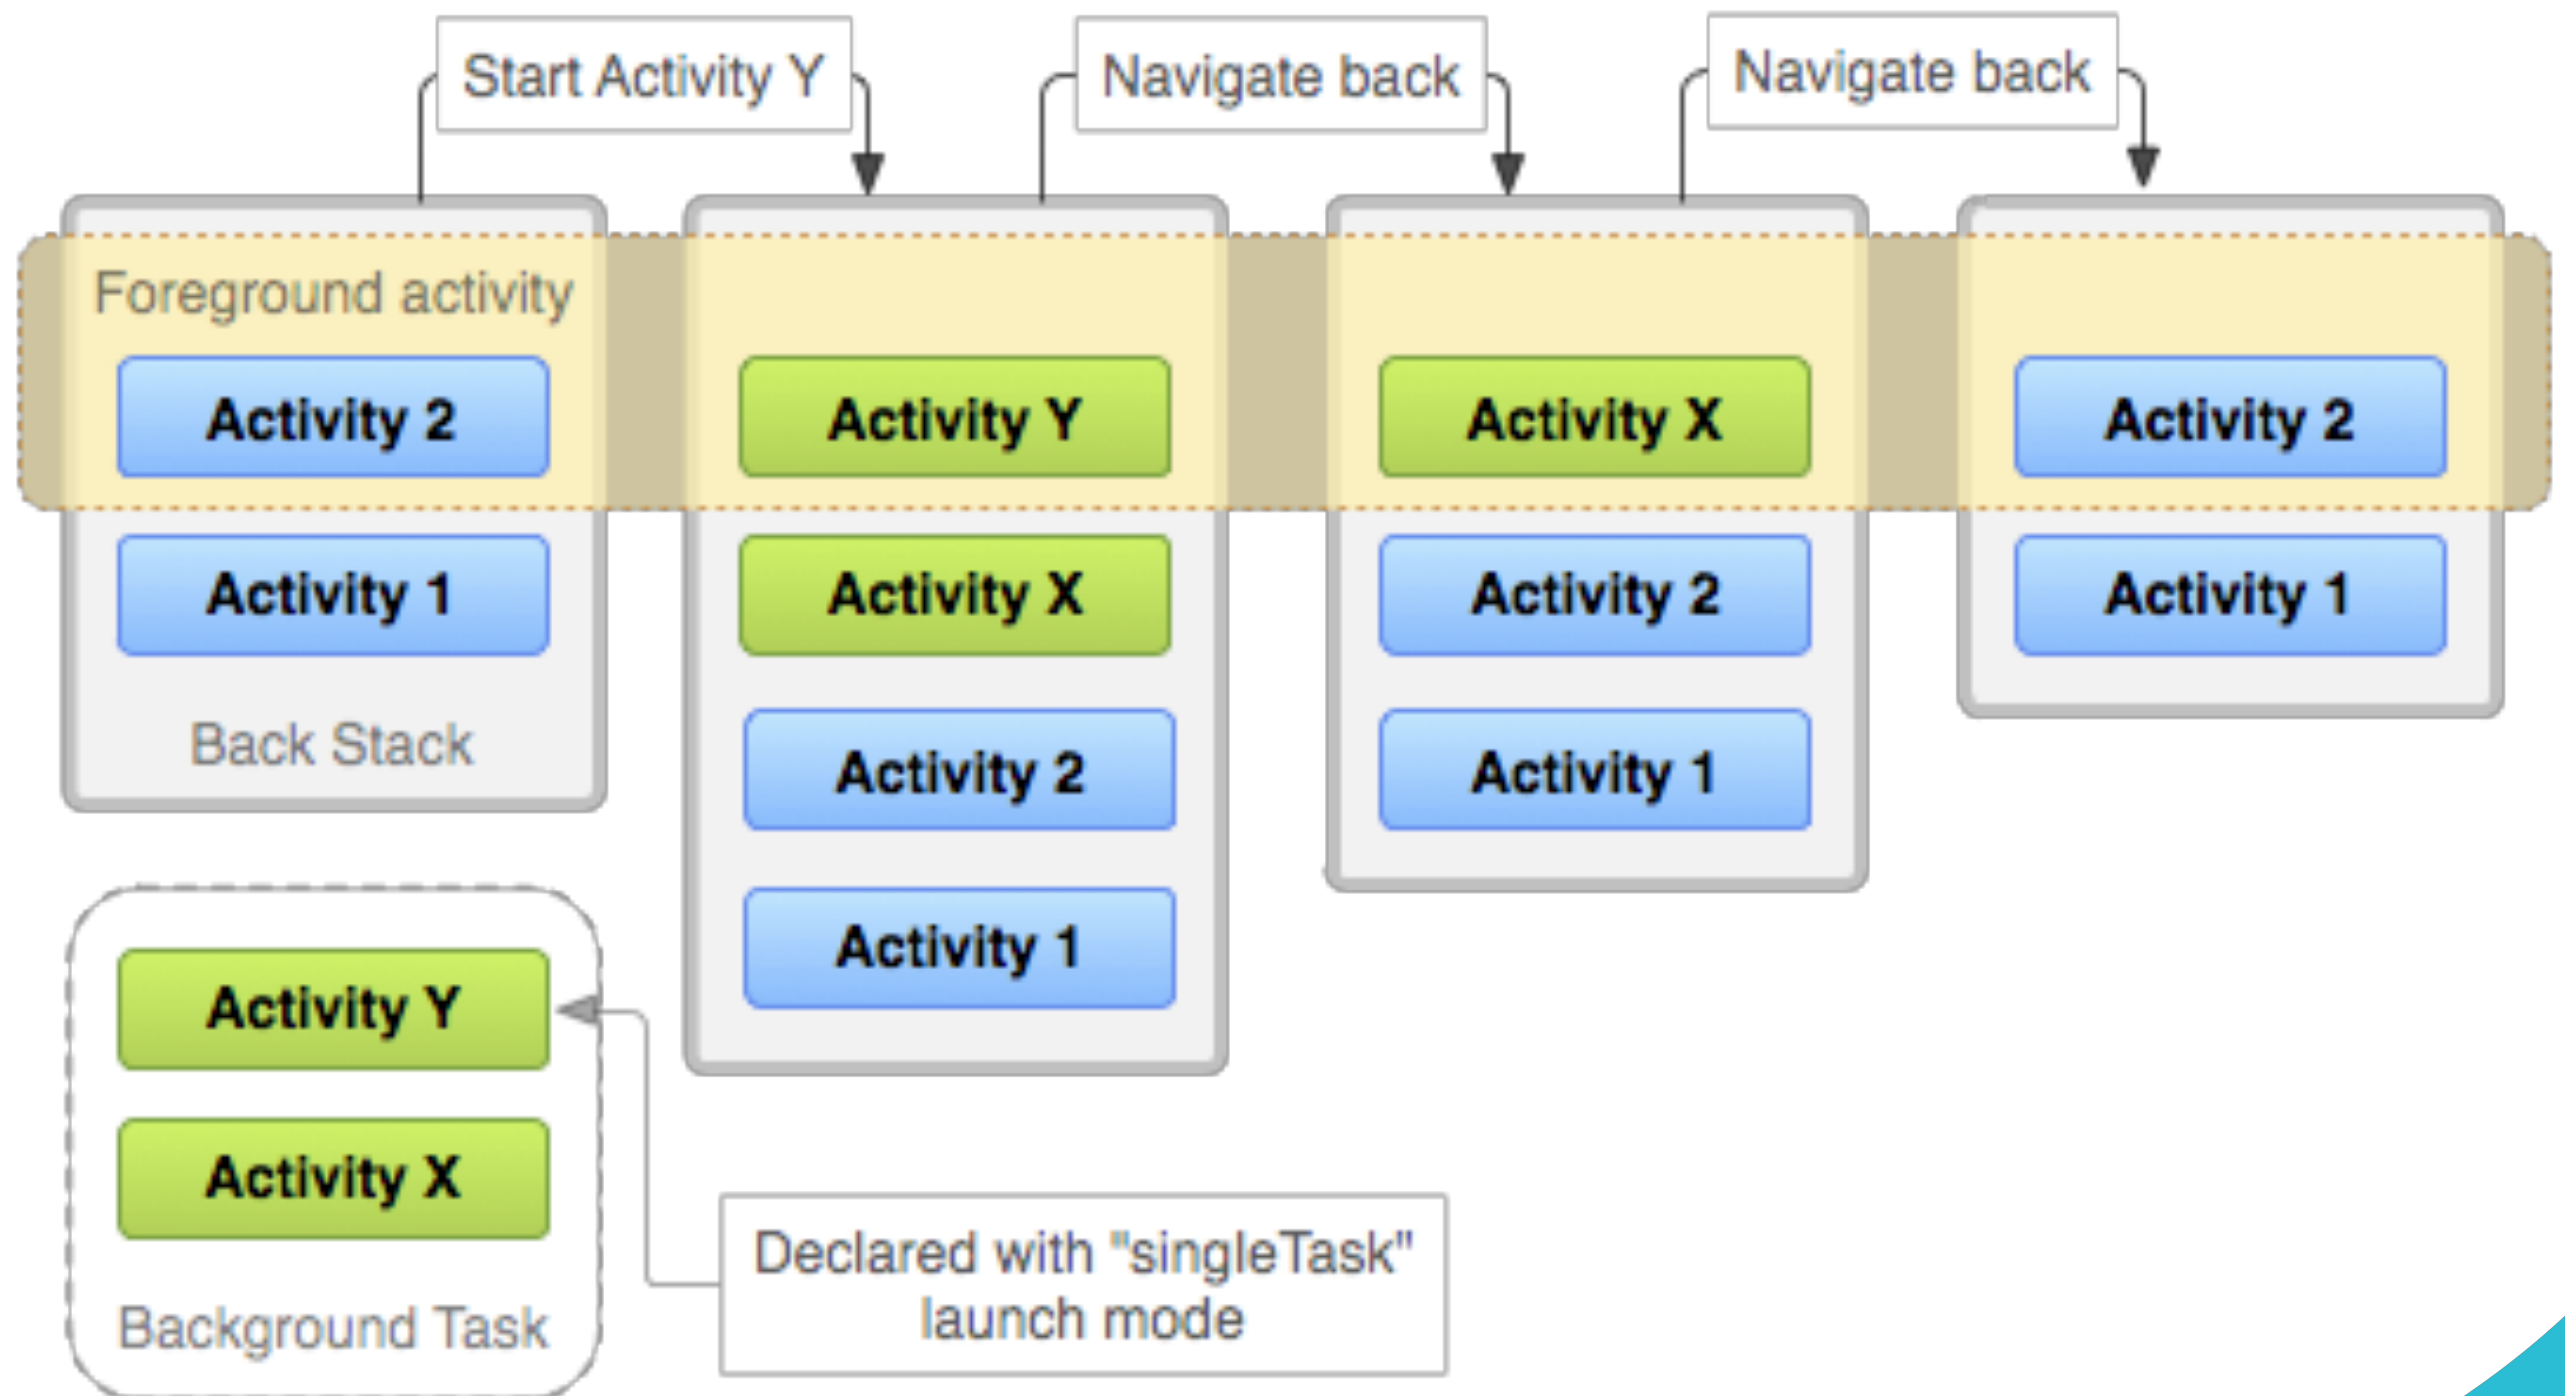 Start Activity Y
Navigate back
Navigate back
Foreground activity
Activity 2
Activity Y
Activity X
Activity 2
Activity 1
Activity X
Activity 2
Activity 1
Back Stack
Activity 2
Activity 1
Activity 1
Activity Y
Activity X
Background Task
Declared with "singleTask"
launch mode